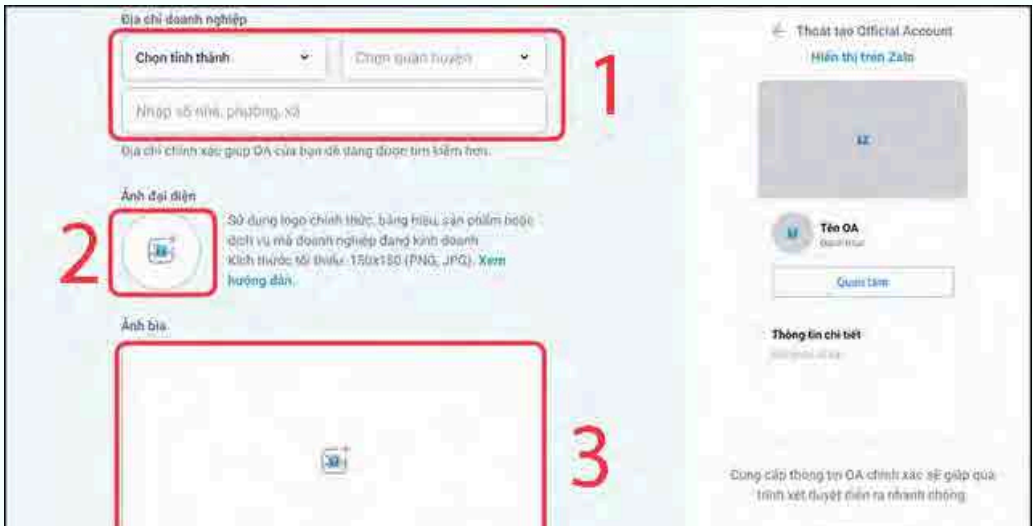 Địa chỉ doanh nghiệp
Chọn tỉnh thành
Chọn quận huyện
1
Nhập số nhà, phường, xã
Địa chỉ chính xác giúp OA của bạn dễ dàng được tìm kiếm hơn.
Ảnh đại diện
2
Sử dụng logo chính thức, bảng hiệu, sản phẩm hoặc
dịch vụ mà doanh nghiệp đang kinh doanh
Kích thước tối thiểu: 150x150 (PNG, JPG). Xem
hướng dẫn.
Ảnh bìa
3
Thoát tạo Official Account
Hiển thị trên Zalo
Tên OA
Quan tâm
Thông tin chi tiết
Cung cấp thông tin OA chính xác sẽ giúp quá
trình xét duyệt diễn ra nhanh chóng